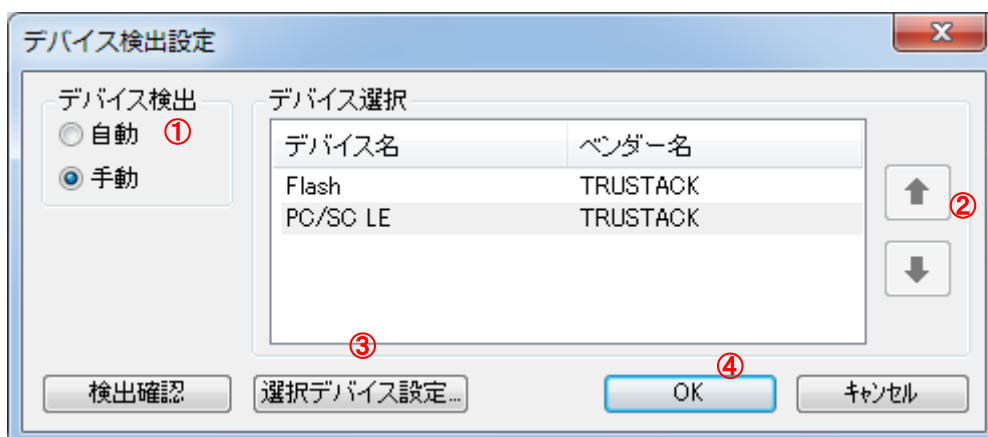 デバイス検出設定
デバイス検出
自動 ①
手動
デバイス選択
デバイス名 ベンダー名
Flash TRUSTACK
PC/SC LE TRUSTACK
②
③
④
検出確認 選択デバイス設定... OK キャンセル